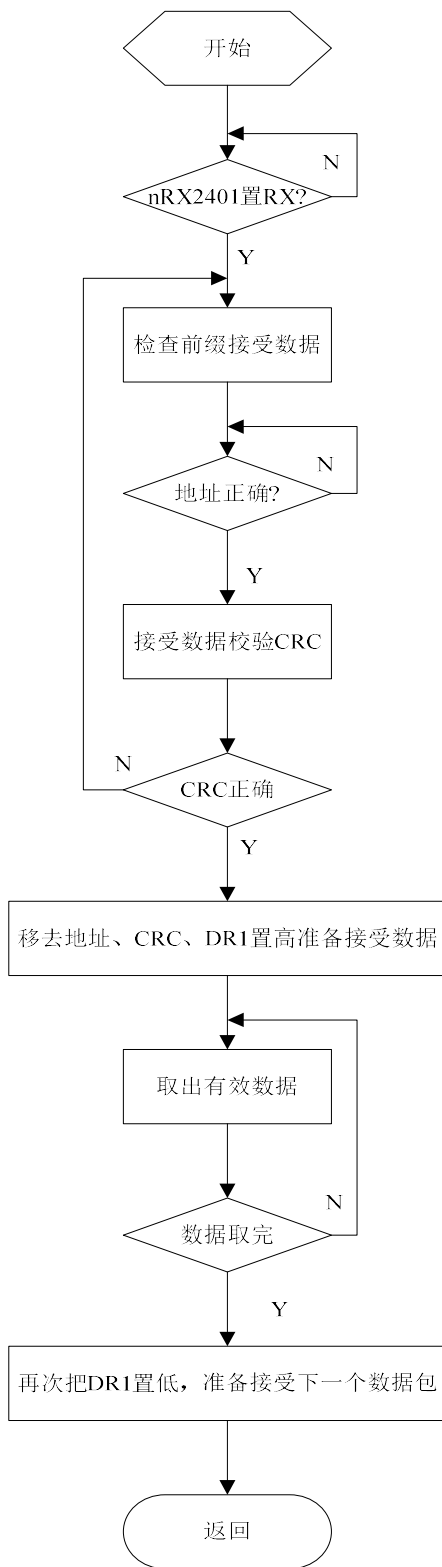 开始
N
nRX2401置RX?
Y
检查前缀接受数据
N
地址正确?
Y
接受数据校验CRC
N
CRC正确
Y
移去地址、CRC、DR1置高准备接受数据
取出有效数据
N
数据取完
Y
再次把DR1置低，准备接受下一个数据包
返回